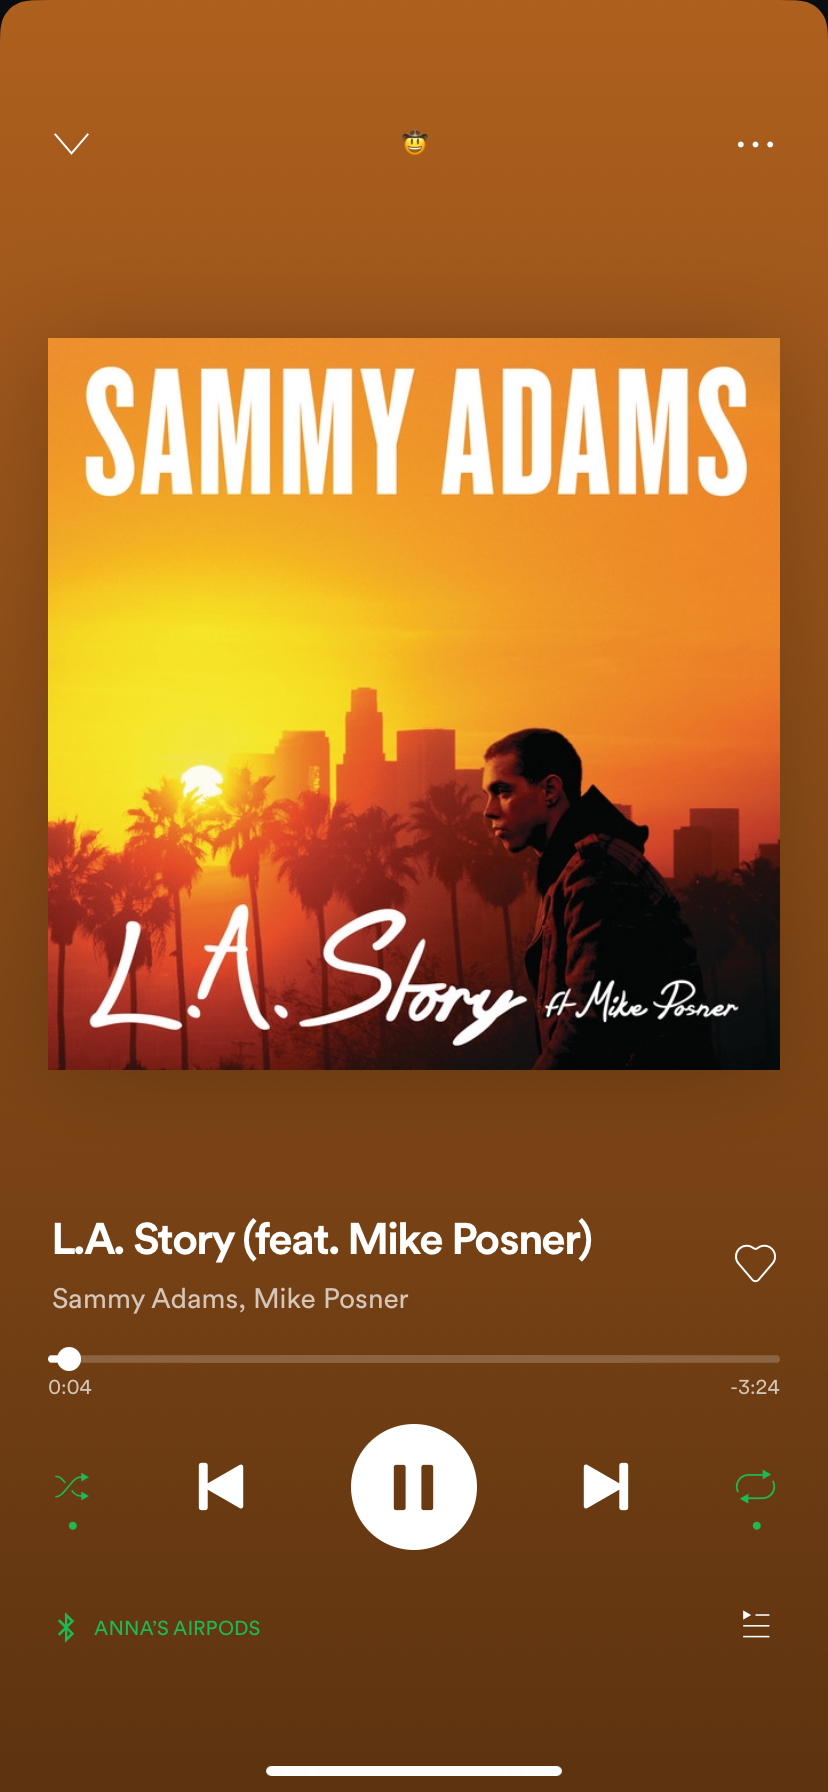 SAMMY ADAMS
L.A. Story ft Mike Posner
L.A. Story (feat. Mike Posner)
Sammy Adams, Mike Posner
0:04 -3:24
ANNA'S AIRPODS